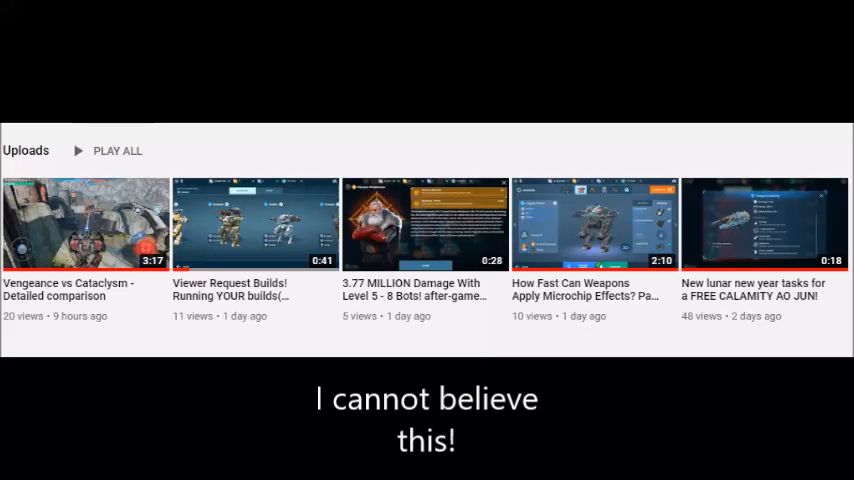 Uploads PLAY ALL
3:17 0:41 0:28 2:10 0:18
Vengeance vs Cataclysm -
Detailed comparison
20 views • 9 hours ago
Viewer Request Builds!
Running YOUR builds(...
11 views • 1 day ago
3.77 MILLION Damage With
Level 5 - 8 Bots! after-game...
5 views • 1 day ago
How Fast Can Weapons
Apply Microchip Effects? Pa...
10 views • 1 day ago
New lunar new year tasks for
a FREE CALAMITY AO JUN!
48 views • 2 days ago
I cannot believe
this!